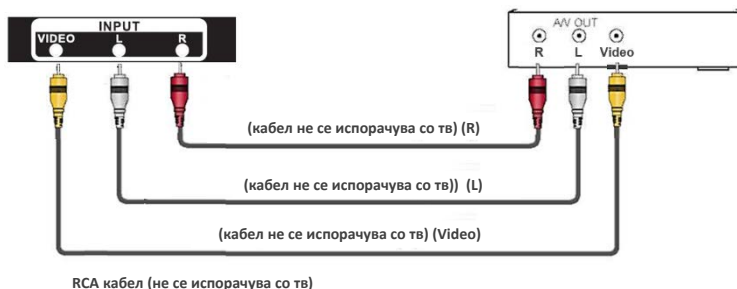 INPUT
VIDEO L R
A/V OUT
R L Video
(кабел не се испорачува со тв) (R)
(кабел не се испорачува со тв)) (L)
(кабел не се испорачува со тв) (Video)
RCA кабел (не се испорачува со тв)